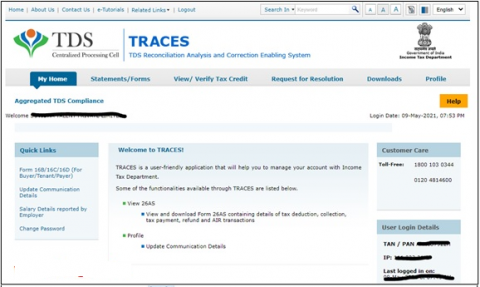 Home | About Us | Contact Us | e-Tutorials | Related Links | Logout
Search In Keyword A A A English
TDS
Centralized Processing Cell
TRACES
TDS Reconciliation Analysis and Correction Enabling System
Government of India
Income Tax Department
My Home Statements/Forms View/ Verify Tax Credit Request for Resolution Downloads Profile
Aggregated TDS Compliance
Help
Welcome
Login Date: 09-May-2021, 07:53 PM
Quick Links
Form 16B/16C/16D (For
Buyer/Tenant/Payer)
Update Communication
Details
Salary Details reported by
Employer
Change Password
Welcome to TRACES!
TRACES is a user-friendly application that will help you to manage your account with Income
Tax Department.
Some of the functionalities available through TRACES are listed below.
View 26AS
View and download Form 26AS containing details of tax deduction, collection,
tax payment, refund and AIR transactions
Profile
Update Communication Details
Customer Care
Toll-Free: 1800 103 0344
0120 4814600
User Login Details
TAN / PAN
IP:
Last logged in on: